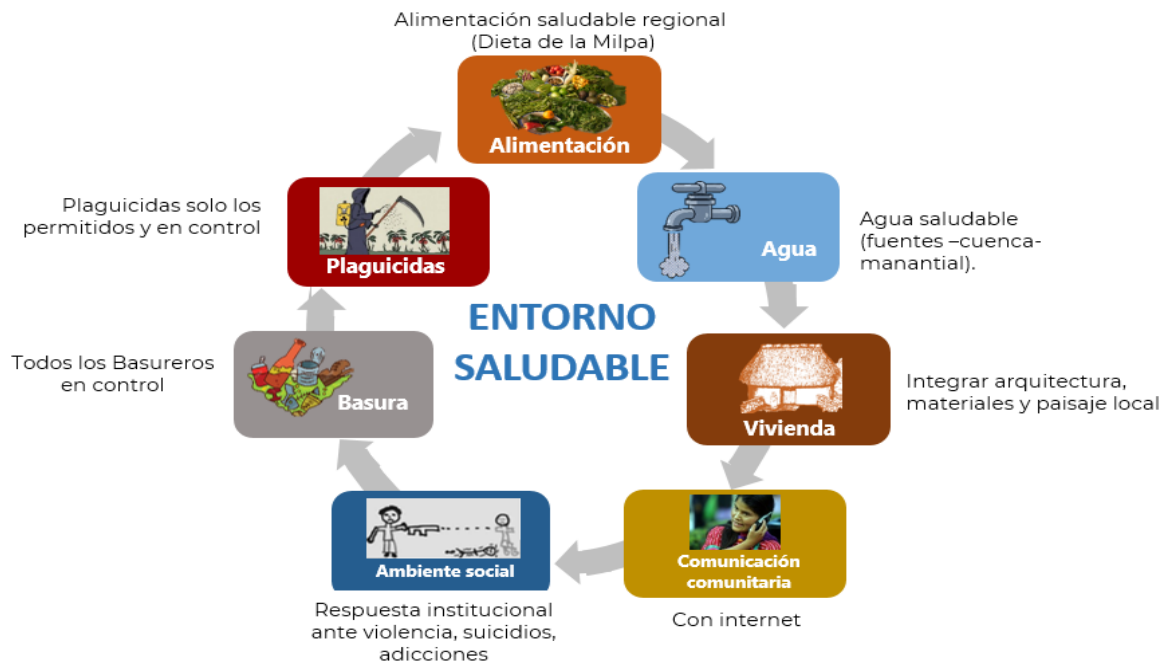 Alimentación saludable regional
(Dieta de la Milpa)
Alimentación
Agua
Agua saludable
(fuentes –cuenca-
manantial).
Vivienda
Integrar arquitectura,
materiales y paisaje local
Comunicación
comunitaria
Con internet
Ambiente social
Respuesta institucional
ante violencia, suicidios,
adicciones
Basura
Todos los Basureros
en control
Plaguicidas
Plaguicidas solo los
permitidos y en control
ENTORNO
SALUDABLE